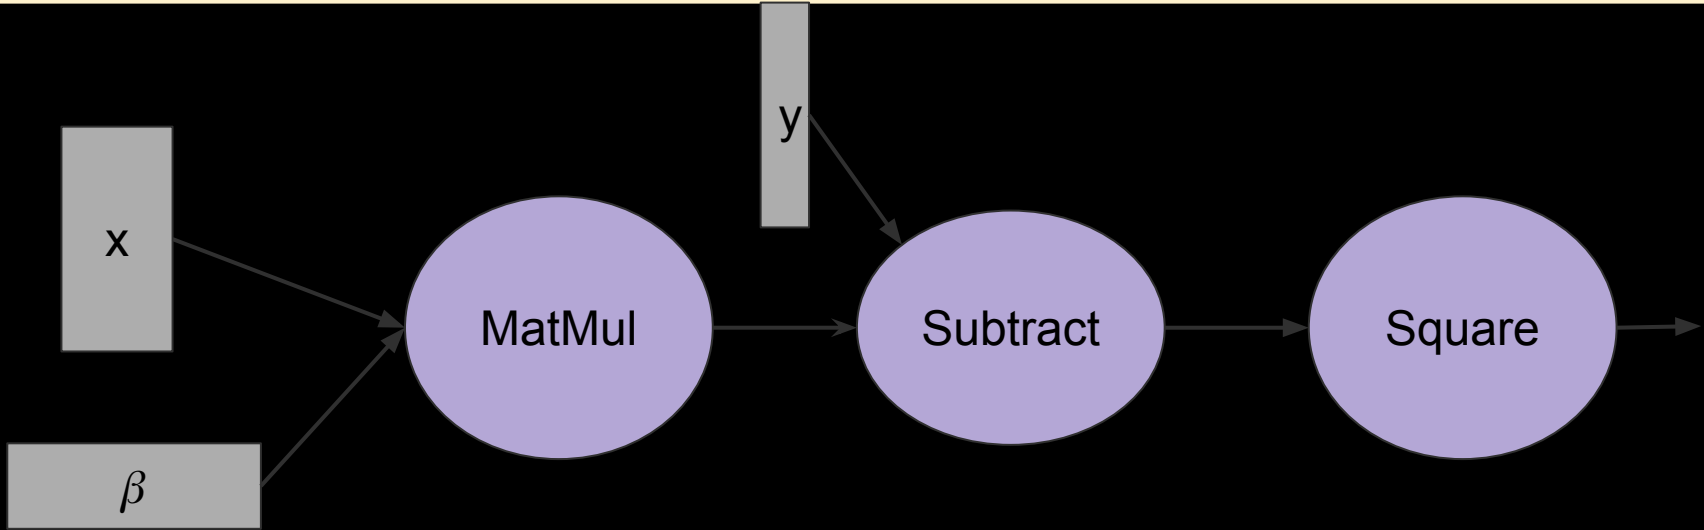 y
x
MatMul
Subtract
Square
β